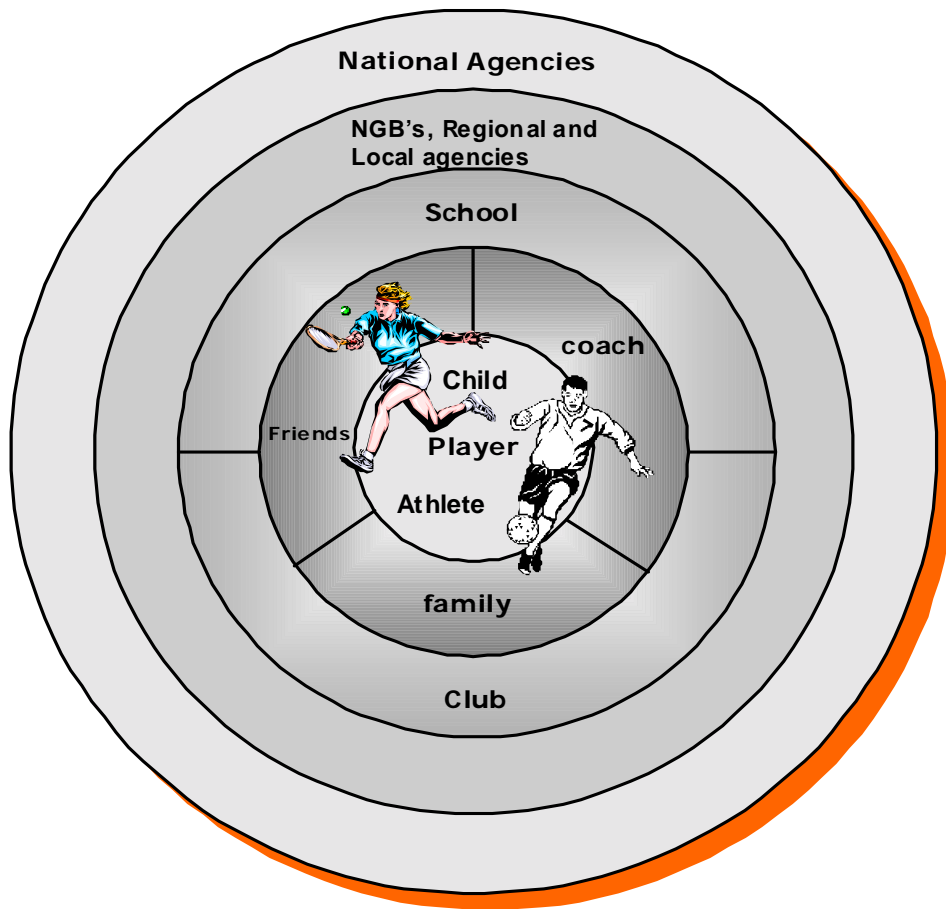 National Agencies
NGB's, Regional and
Local agencies
School
coach
Child
Friends
Player
Athlete
family
Club